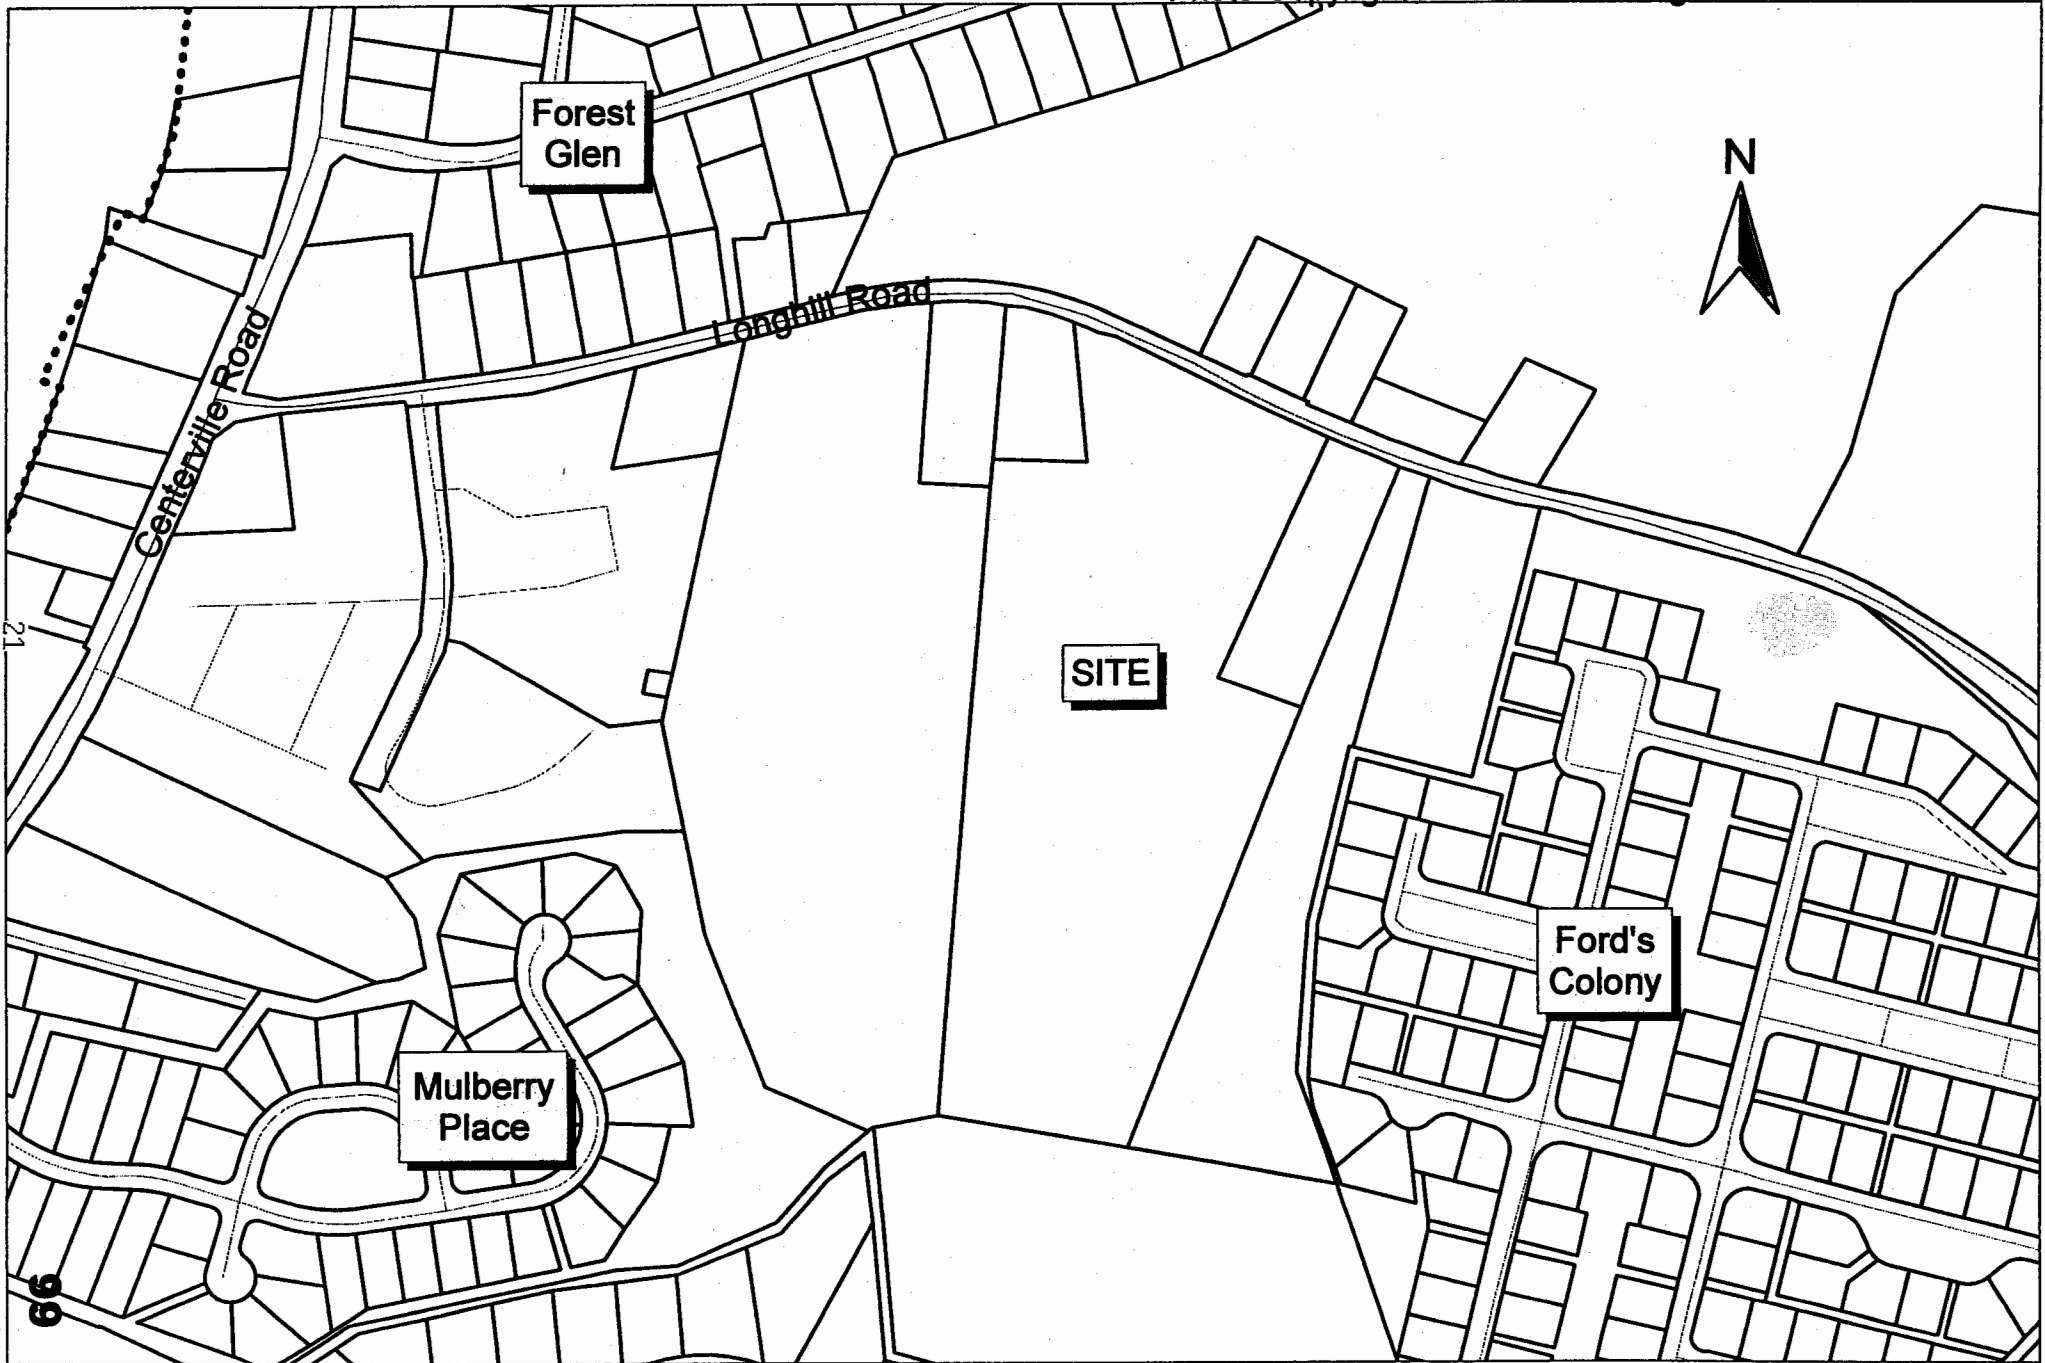 Forest
Glen
N
Longhill Road
Centerville Road
21
SITE
Ford's
Colony
Mulberry
Place
66